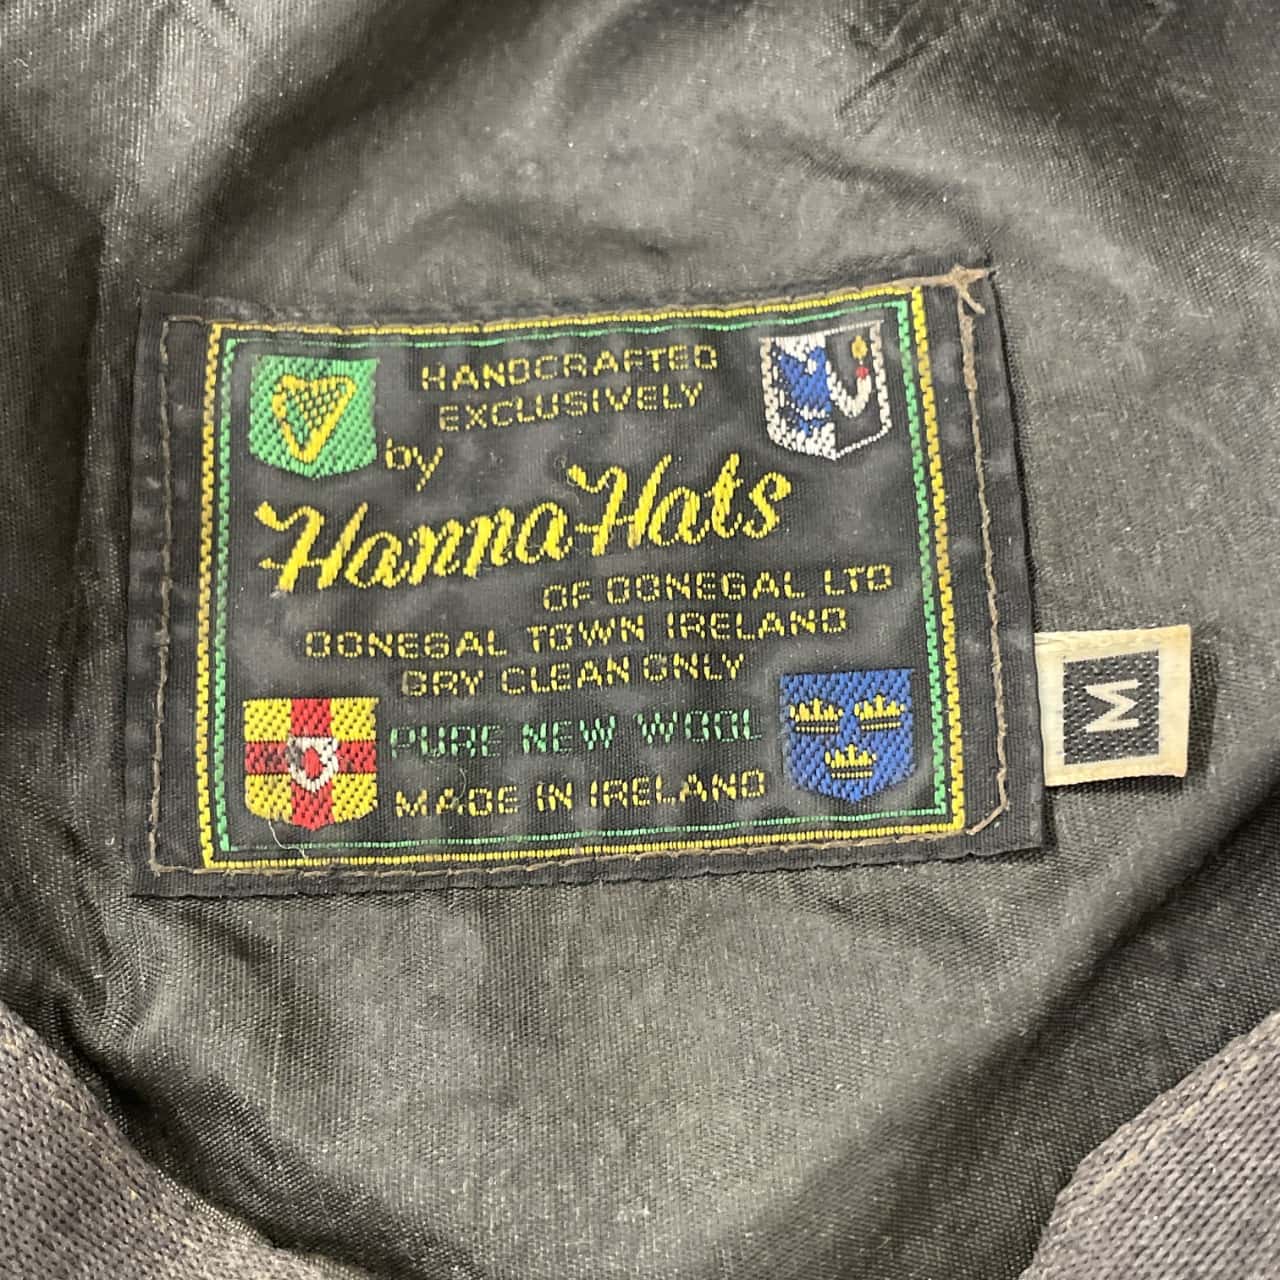 HANDCRAFTED
EXCLUSIVELY
by
Hanna Hats
OF DONEGAL LTD
DONEGAL TOWN IRELAND
DRY CLEAN ONLY
PURE NEW WOOL
MADE IN IRELAND
M